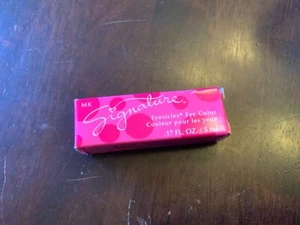 MK
Signature®
Eyesicles® Eye Color
Couleur pour les yeux
.17 FL. OZ. / 5 mL